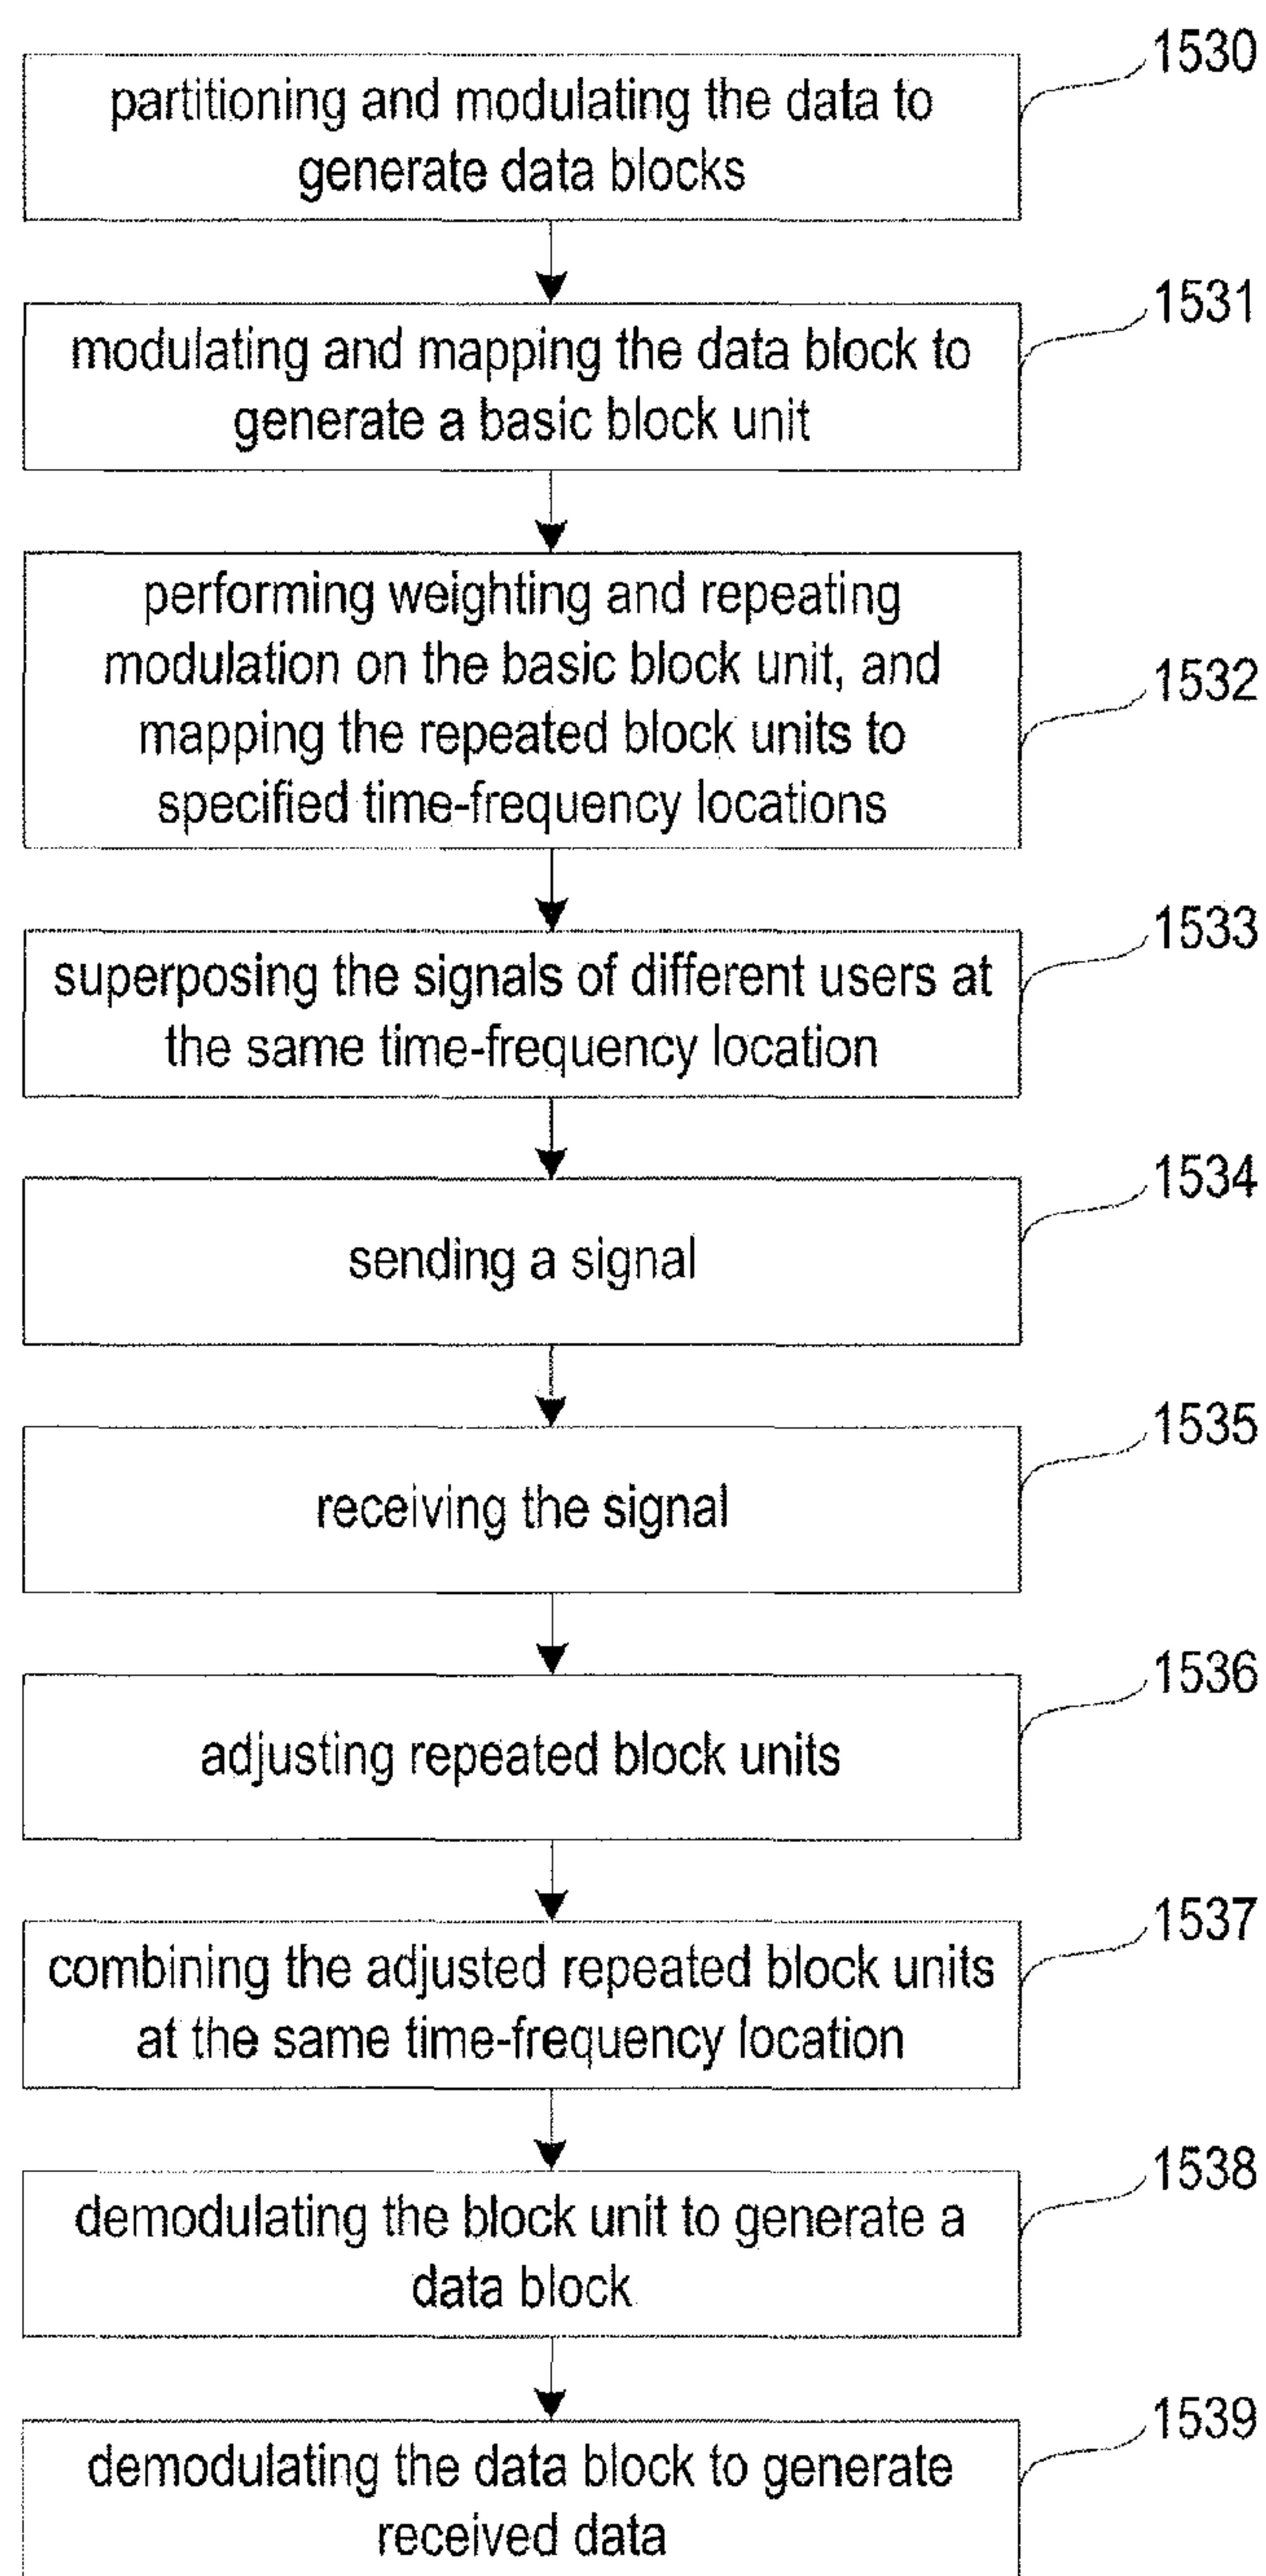 1530
partitioning and modulating the data to
generate data blocks
1531
modulating and mapping the data block to
generate a basic block unit
performing weighting and repeating
modulation on the basic block unit, and
1532
mapping the repeated block units to
specified time-frequency locations
1533
superposing the signals of different users at
the same time-frequency location
1534
sending a signal
1535
receiving the signal
1536
adjusting repeated block units
1537
combining the adjusted repeated block units
at the same time-frequency location
1538
demodulating the block unit to generate a
data block
1539
demodulating the data block to generate
received data